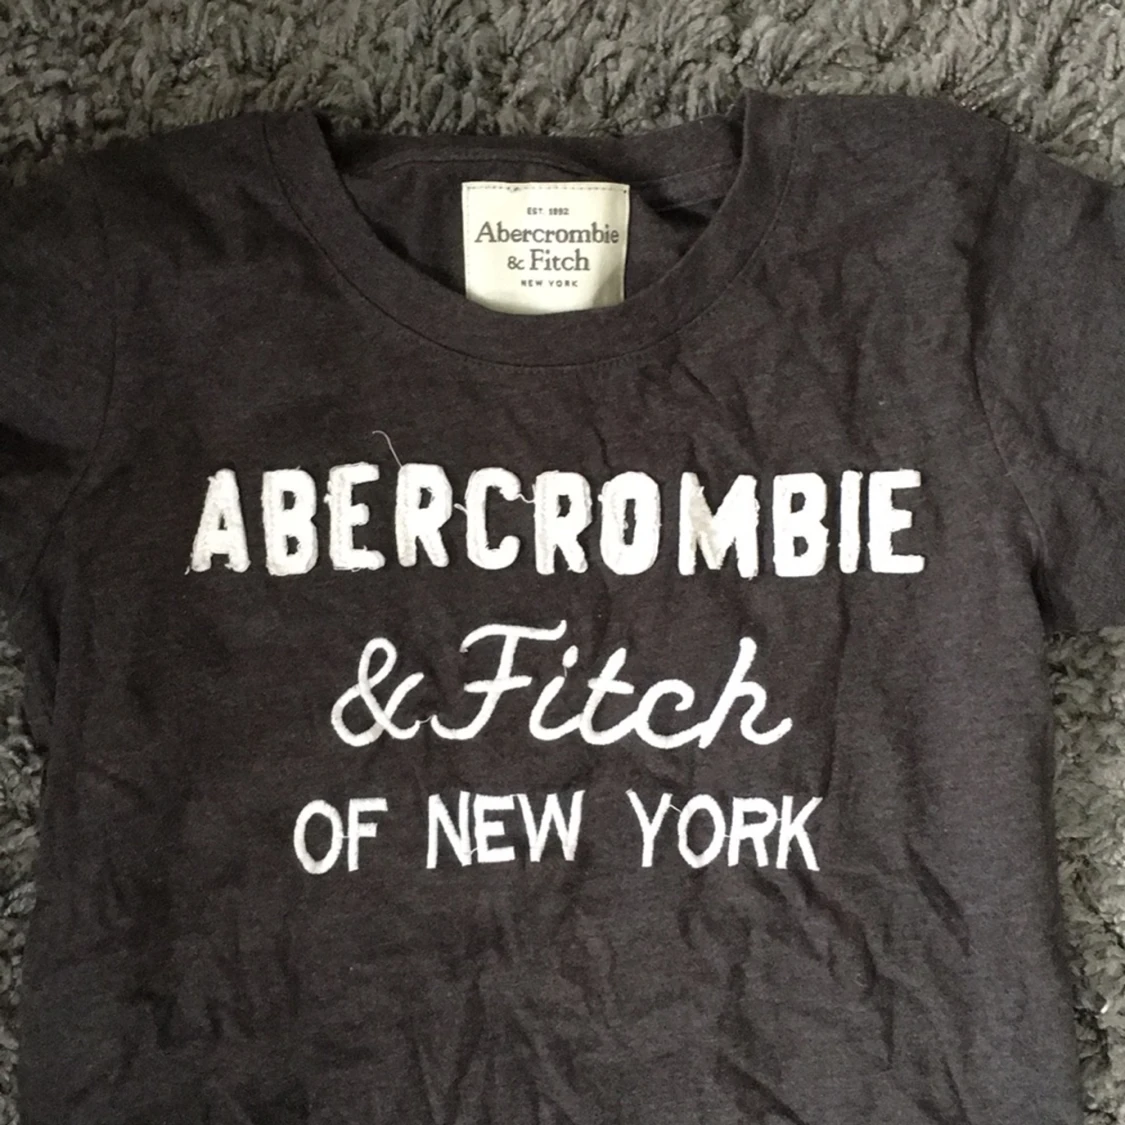 EST. 1892
Abercrombie
& Fitch
NEW YORK
ABERCROMBIE
& Fitch
OF NEW YORK